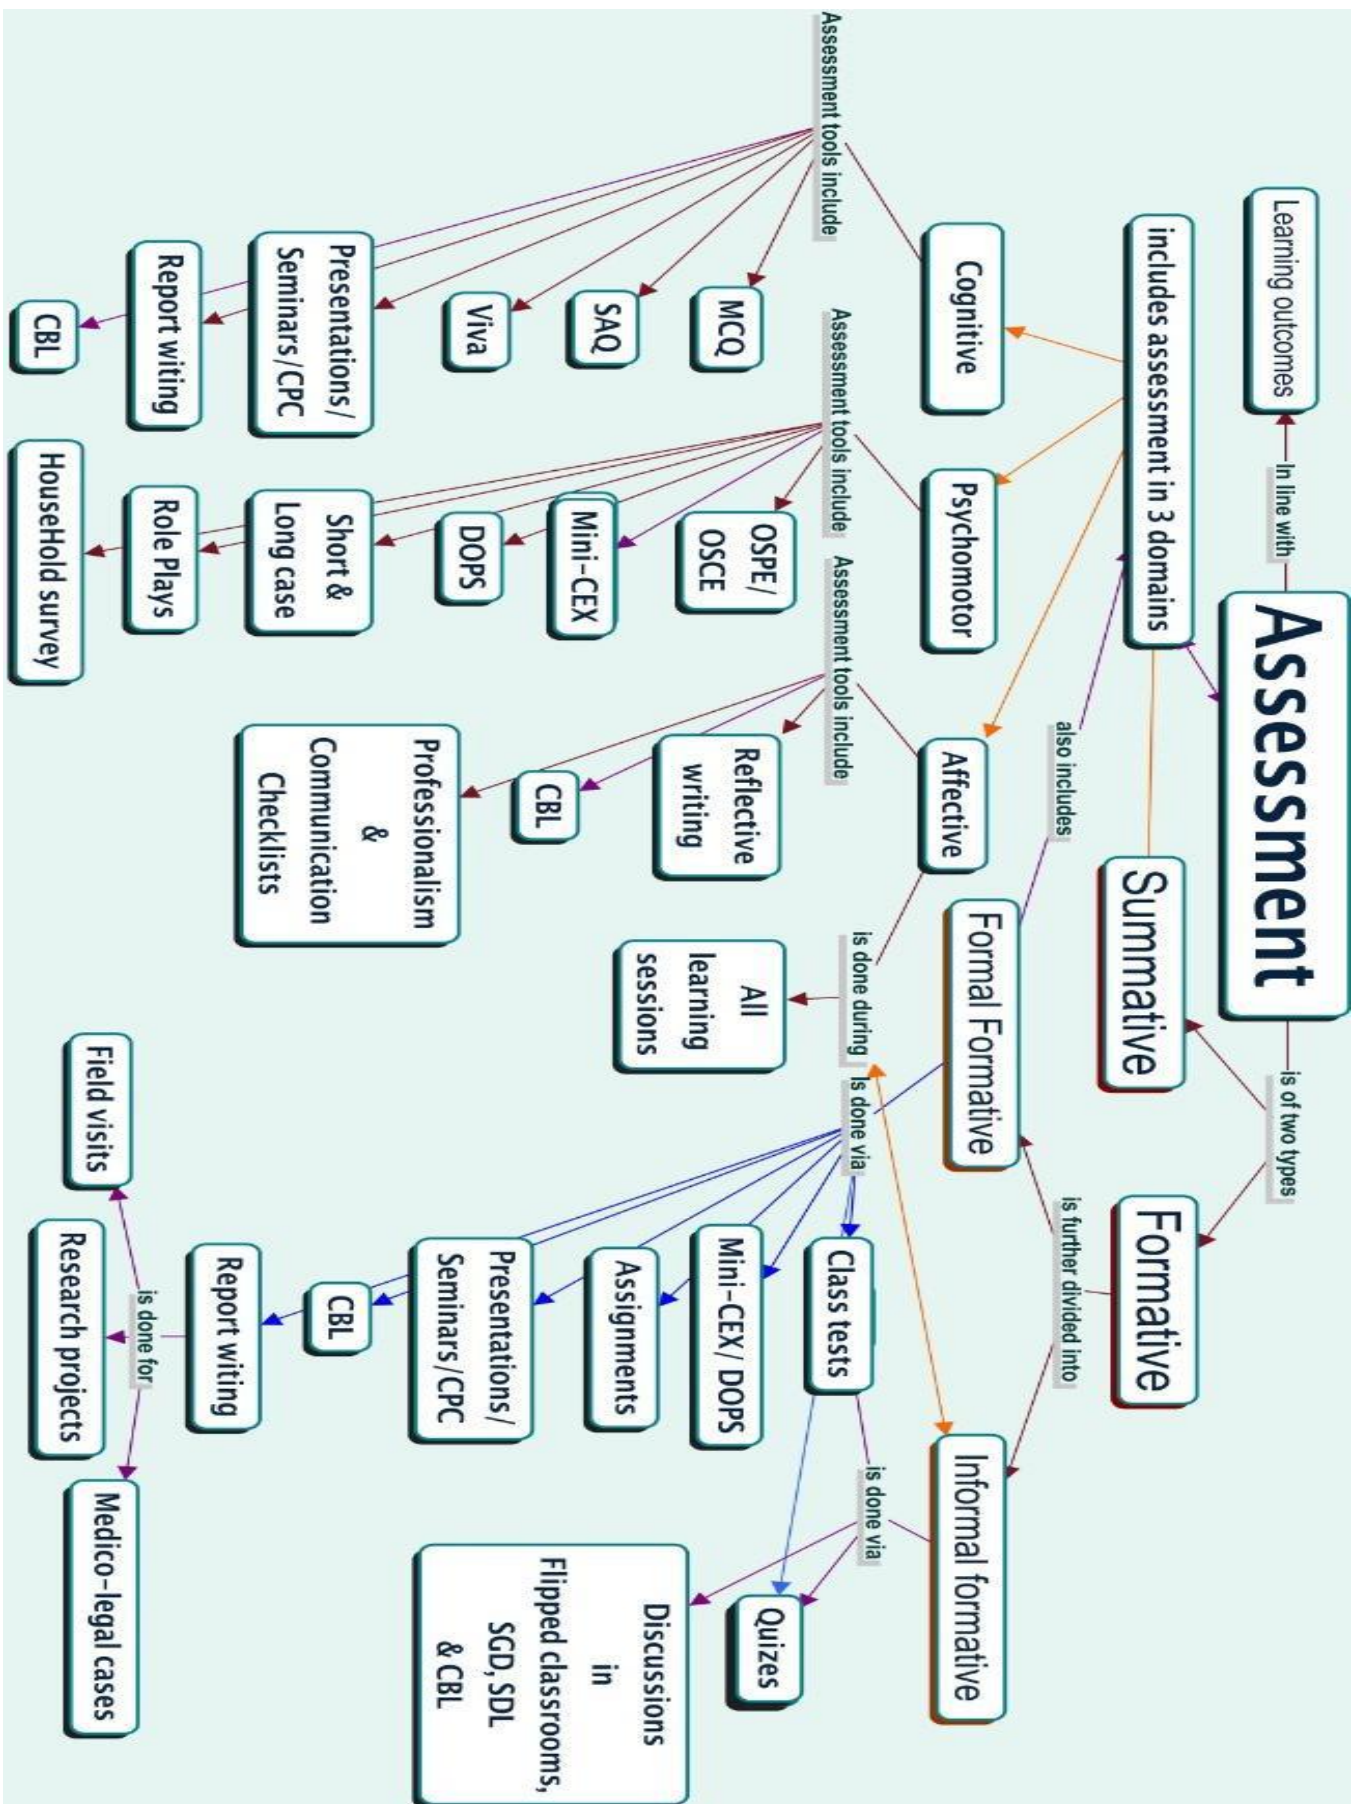 Assessment
In line with
Learning outcomes
is of two types
includes assessment in 3 domains
Summative
Formative
also includes
is further divided into
Cognitive
Psychomotor
Affective
Formal Formative
Informal formative
Assessment tools include
Assessment tools include
Assessment tools include
is done during
Is done via
is done via
MCQ
SAQ
Viva
Presentations/
Seminars/CPC
Report witing
CBL
OSPE/
OSCE
Mini-CEX
DOPS
Short &
Long case
Role Plays
HouseHold survey
Reflective
writing
CBL
Professionalism
&
Communication
Checklists
All
learning
sessions
Class tests
Mini-CEX/ DOPS
Assignments
Presentations/
Seminars/CPC
CBL
Report witing
is done for
Field visits
Research projects
Medico-legal cases
Quizes
Discussions
in
Flipped classrooms,
SGD, SDL
& CBL